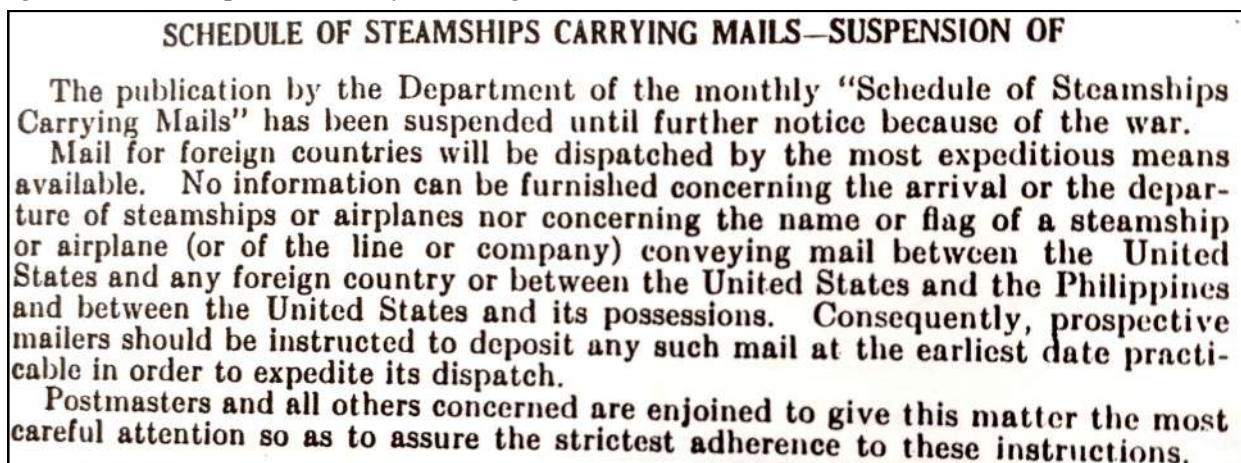 SCHEDULE OF STEAMSHIPS CARRYING MAILS—SUSPENSION OF
The publication by the Department of the monthly “Schedule of Steamships
Carrying Mails” has been suspended until further notice because of the war.
Mail for foreign countries will be dispatched by the most expeditious means
available. No information can be furnished concerning the arrival or the depar-
ture of steamships or airplanes nor concerning the name or flag of a steamship
or airplane (or of the line or company) conveying mail between the United
States and any foreign country or between the United States and the Philippines
and between the United States and its possessions. Consequently, prospective
mailers should be instructed to deposit any such mail at the earliest date practi-
cable in order to expedite its dispatch.
Postmasters and all others concerned are enjoined to give this matter the most
careful attention so as to assure the strictest adherence to these instructions.